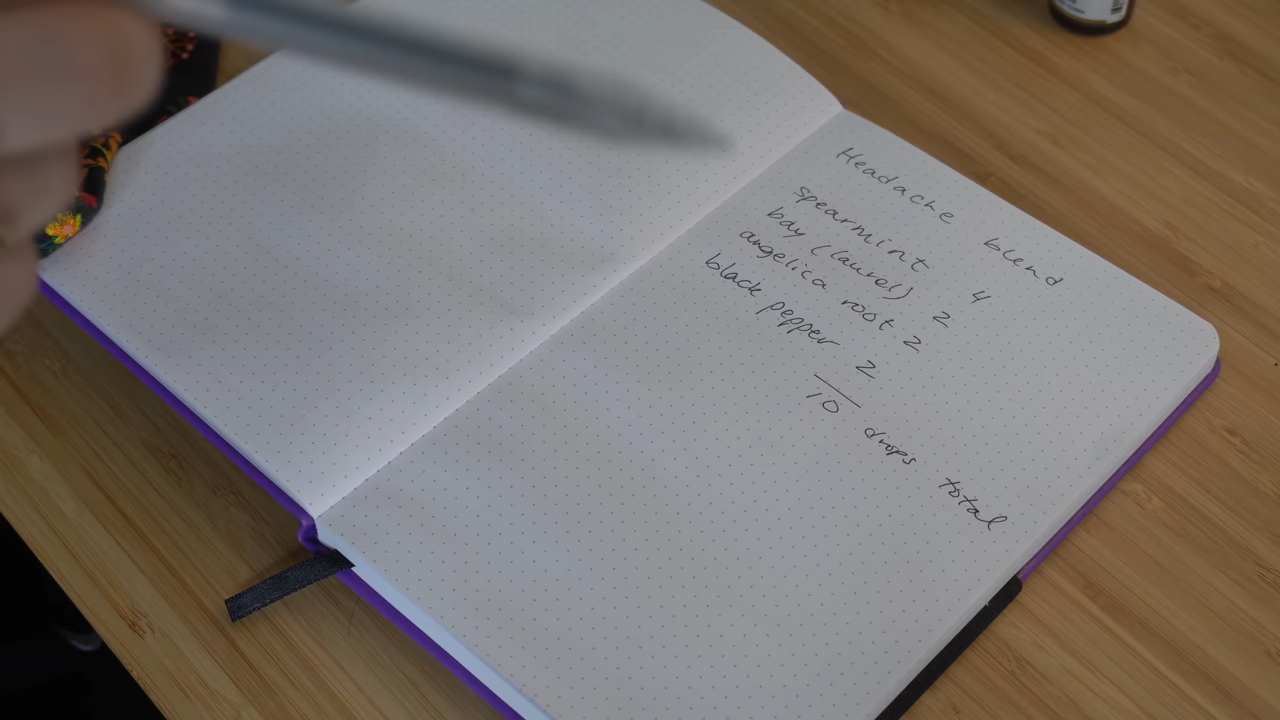 Headache blend
spearmint 4
bay (laurel) 2
angelica root 2
black pepper 2
10 drops total